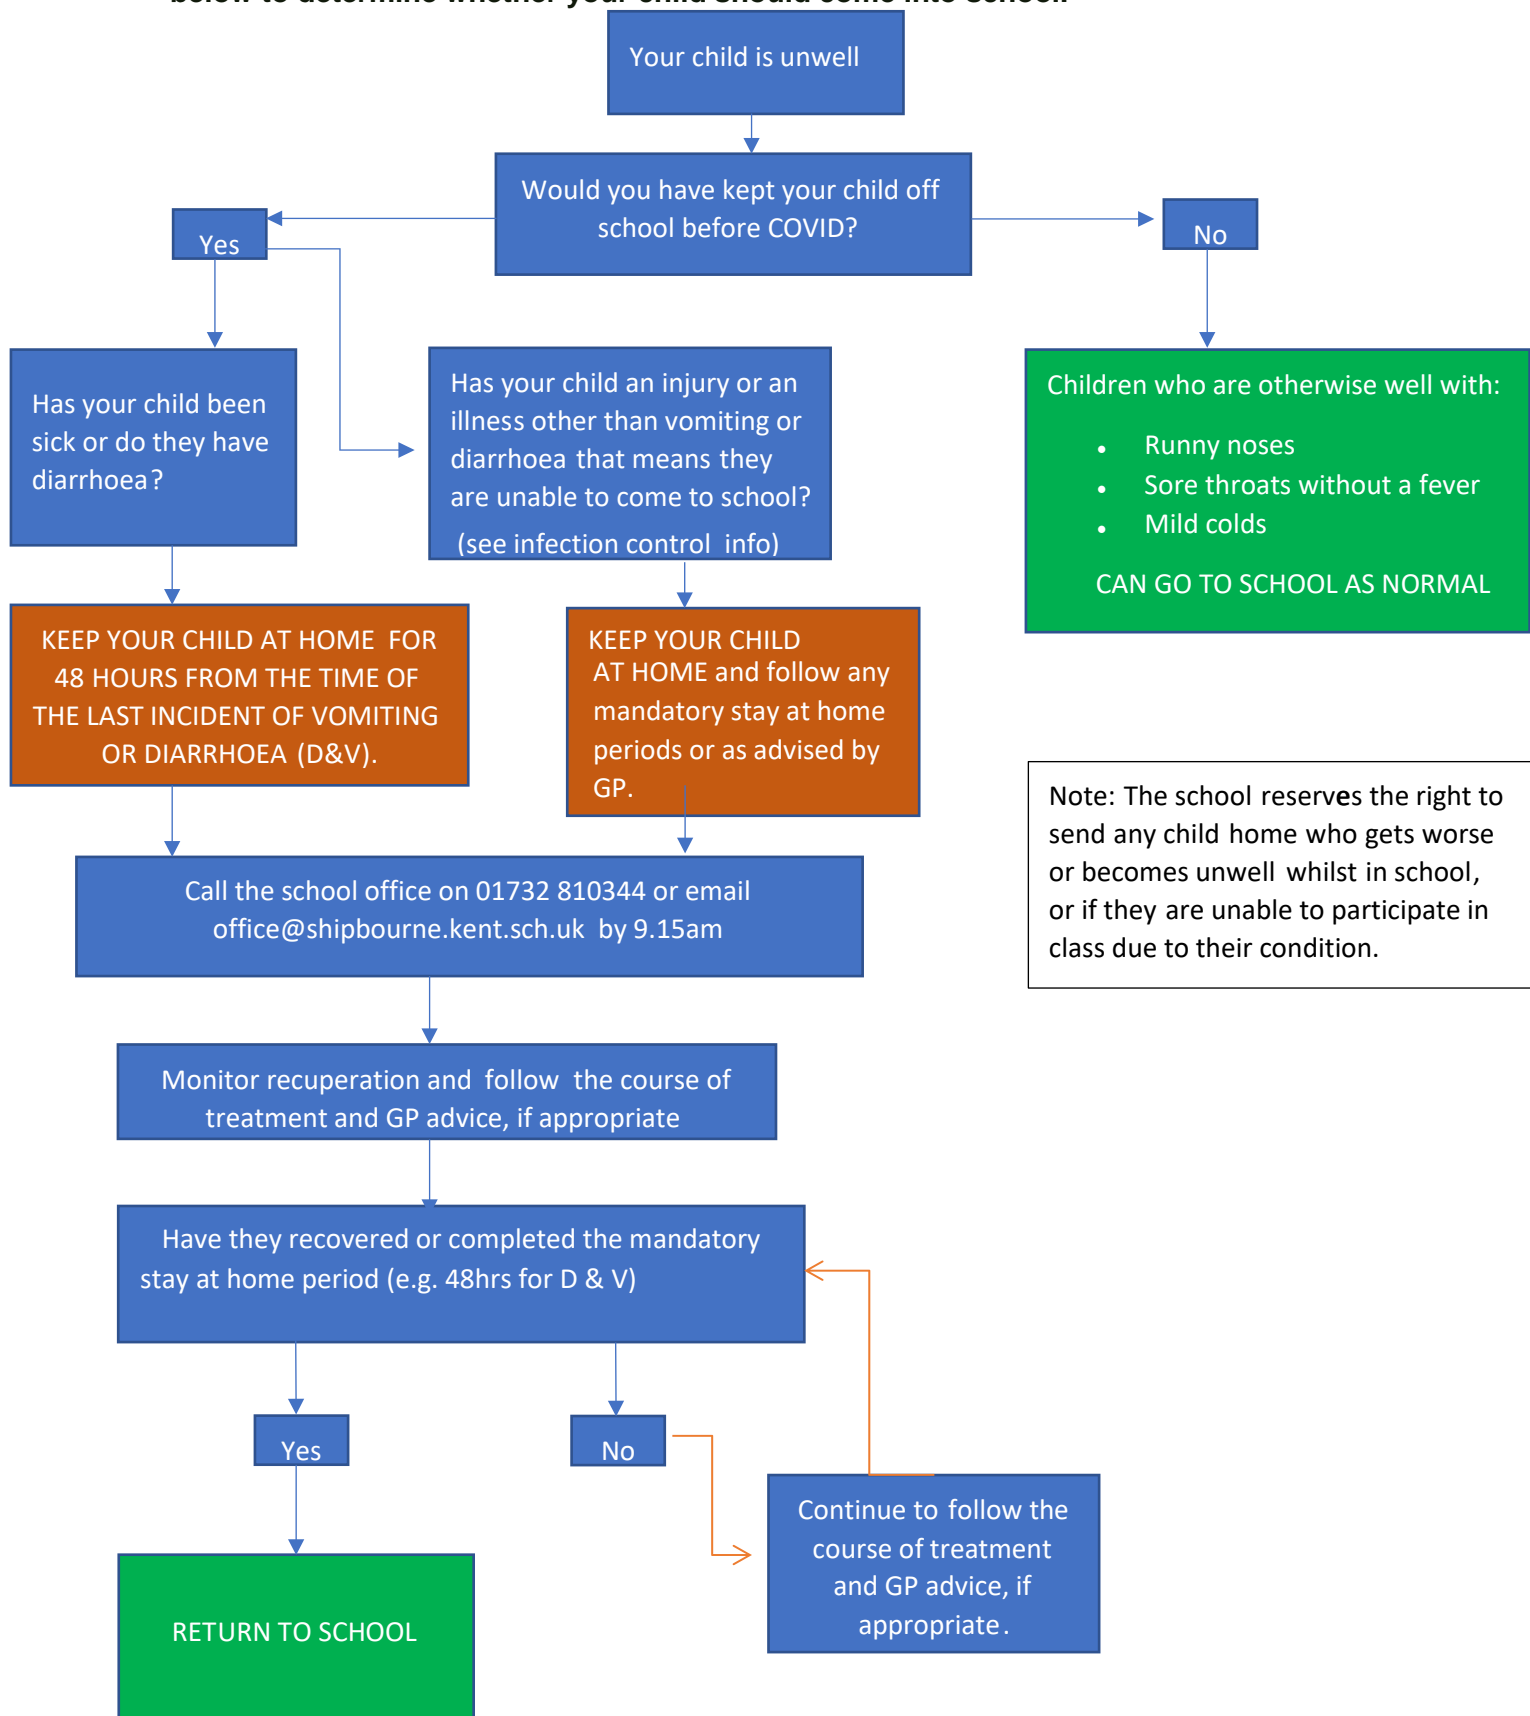 below to determine whether your child should come into School.
Your child is unwell
Would you have kept your child off
school before COVID?
Yes
No
Has your child been
sick or do they have
diarrhoea?
Has your child an injury or an
illness other than vomiting or
diarrhoea that means they
are unable to come to school?
(see infection control info)
Children who are otherwise well with:
• Runny noses
• Sore throats without a fever
• Mild colds
CAN GO TO SCHOOL AS NORMAL
KEEP YOUR CHILD AT HOME FOR
48 HOURS FROM THE TIME OF
THE LAST INCIDENT OF VOMITING
OR DIARRHOEA (D&V).
KEEP YOUR CHILD
AT HOME and follow any
mandatory stay at home
periods or as advised by
GP.
Note: The school reserves the right to
send any child home who gets worse
or becomes unwell whilst in school,
or if they are unable to participate in
class due to their condition.
Call the school office on 01732 810344 or email
office@shipbourne.kent.sch.uk by 9.15am
Monitor recuperation and follow the course of
treatment and GP advice, if appropriate
Have they recovered or completed the mandatory
stay at home period (e.g. 48hrs for D & V)
Yes
No
Continue to follow the
course of treatment
and GP advice, if
appropriate.
RETURN TO SCHOOL